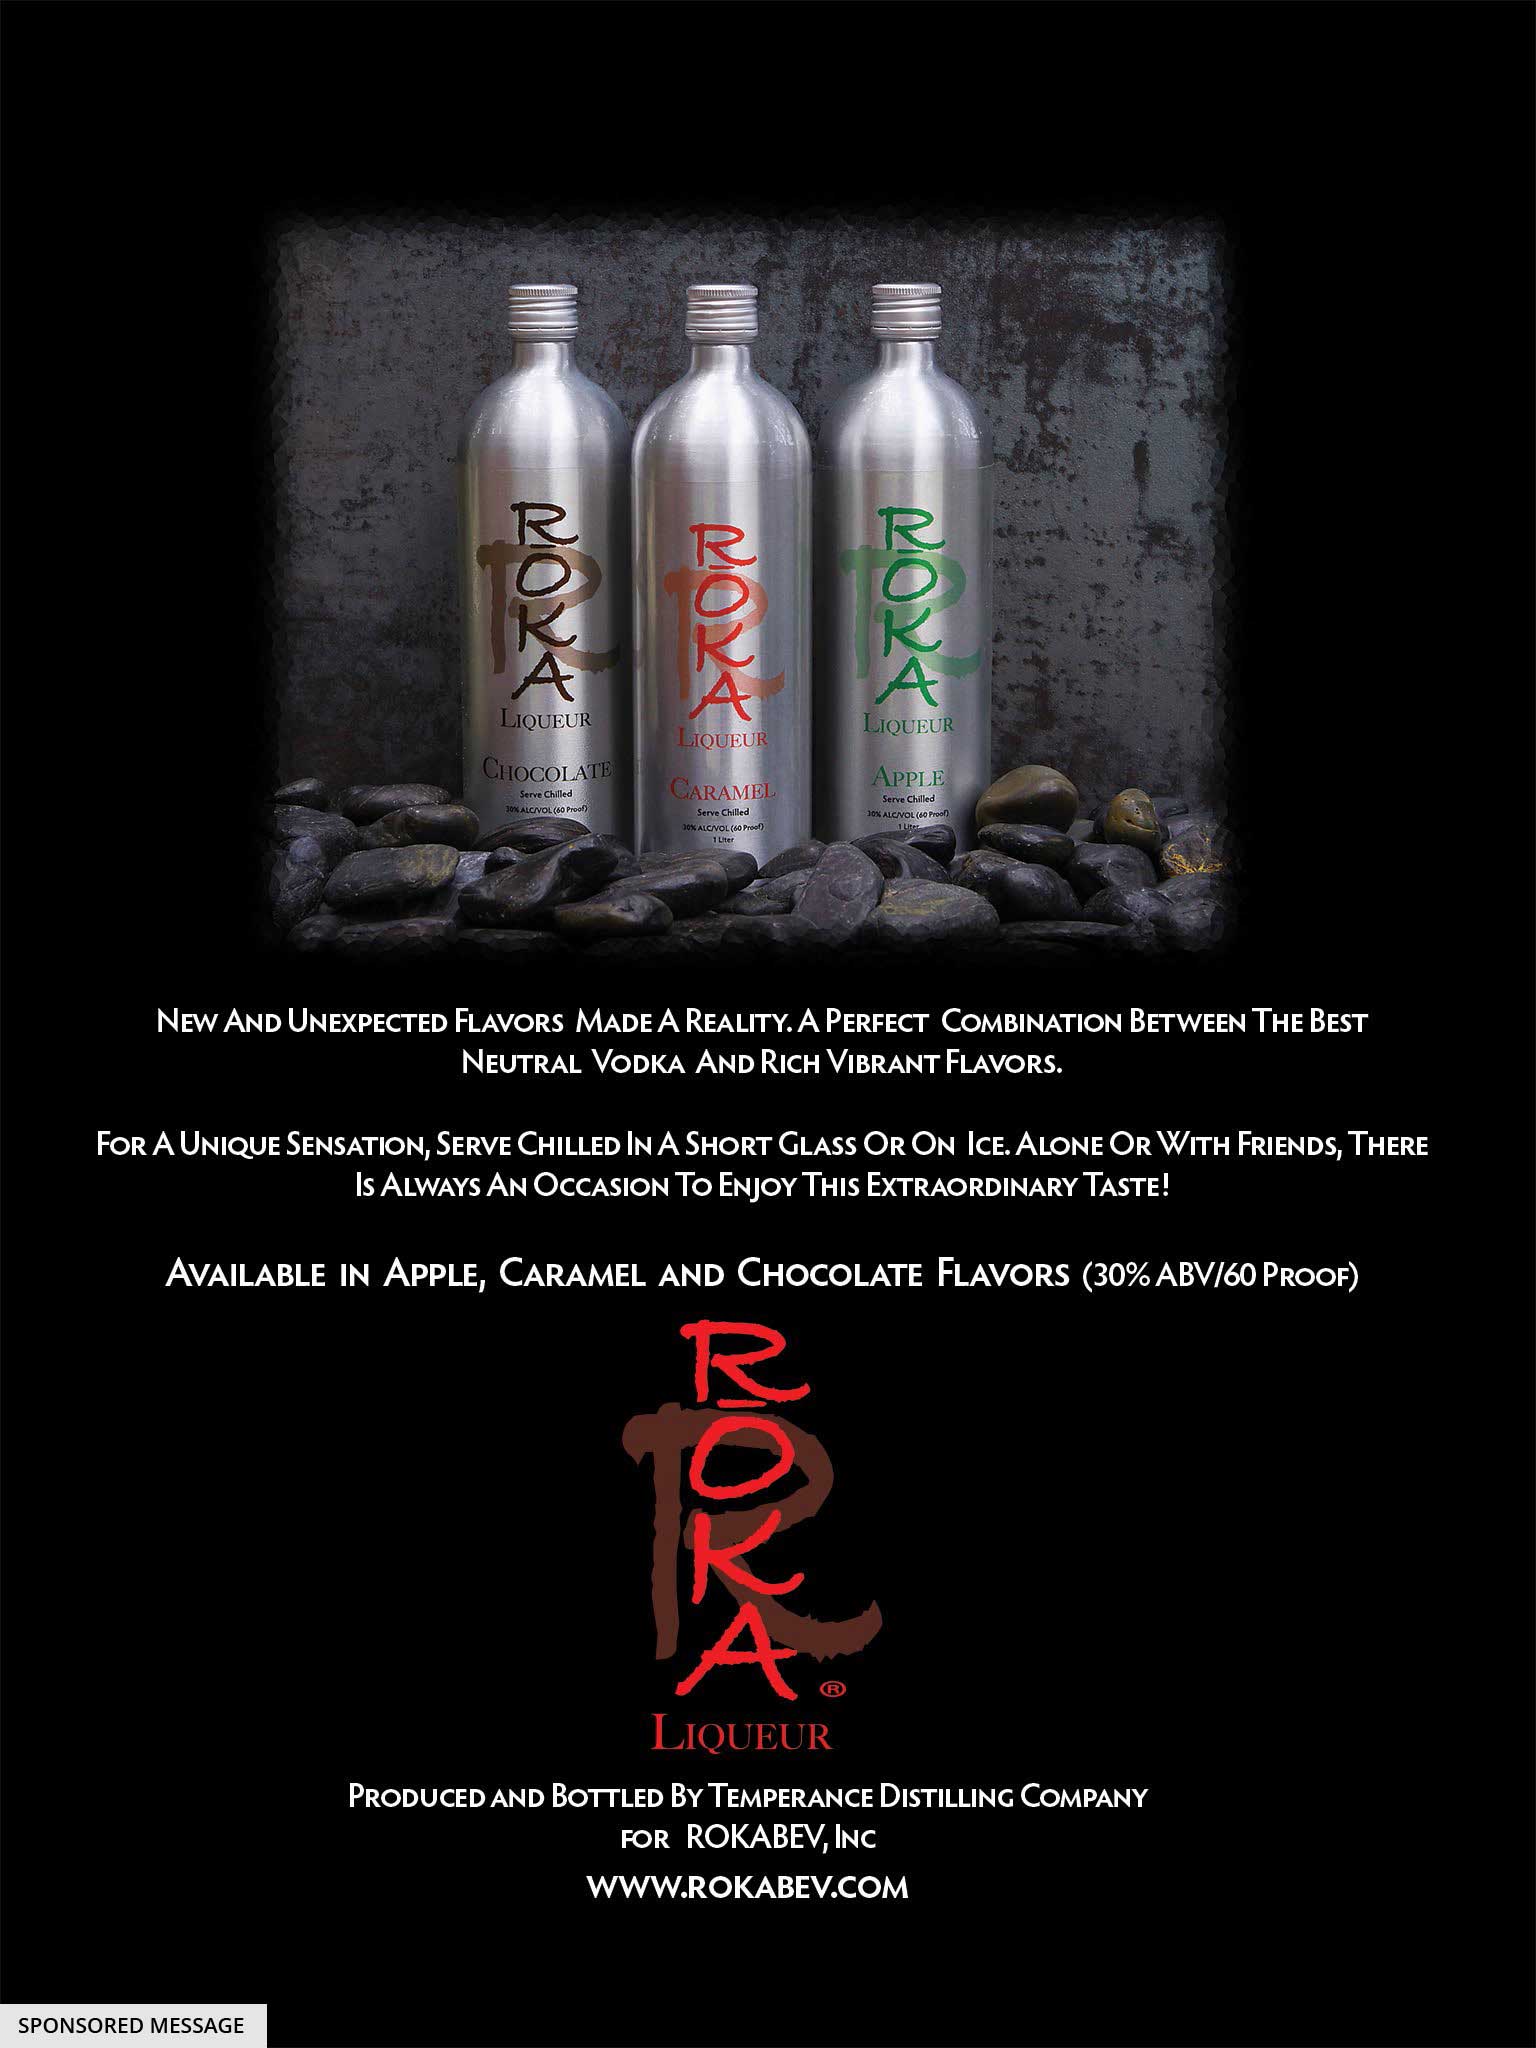 ROKA
LIQUEUR
CHOCOLATE
Serve Chilled
30% ALC/VOL (60 Proof)
ROKA
LIQUEUR
CARAMEL
Serve Chilled
30% ALC/VOL (60 Proof)
1 Liter
ROKA
LIQUEUR
APPLE
Serve Chilled
30% ALC/VOL (60 Proof)
1 Liter
NEW AND UNEXPECTED FLAVORS MADE A REALITY. A PERFECT COMBINATION BETWEEN THE BEST
NEUTRAL VODKA AND RICH VIBRANT FLAVORS.
FOR A UNIQUE SENSATION, SERVE CHILLED IN A SHORT GLASS OR ON ICE. ALONE OR WITH FRIENDS, THERE
IS ALWAYS AN OCCASION TO ENJOY THIS EXTRAORDINARY TASTE!
AVAILABLE IN APPLE, CARAMEL AND CHOCOLATE FLAVORS (30% ABV/60 PROOF)
R
ROKA®
LIQUEUR
PRODUCED AND BOTTLED BY TEMPERANCE DISTILLING COMPANY
FOR ROKABEV, INC
WWW.ROKABEV.COM
SPONSORED MESSAGE